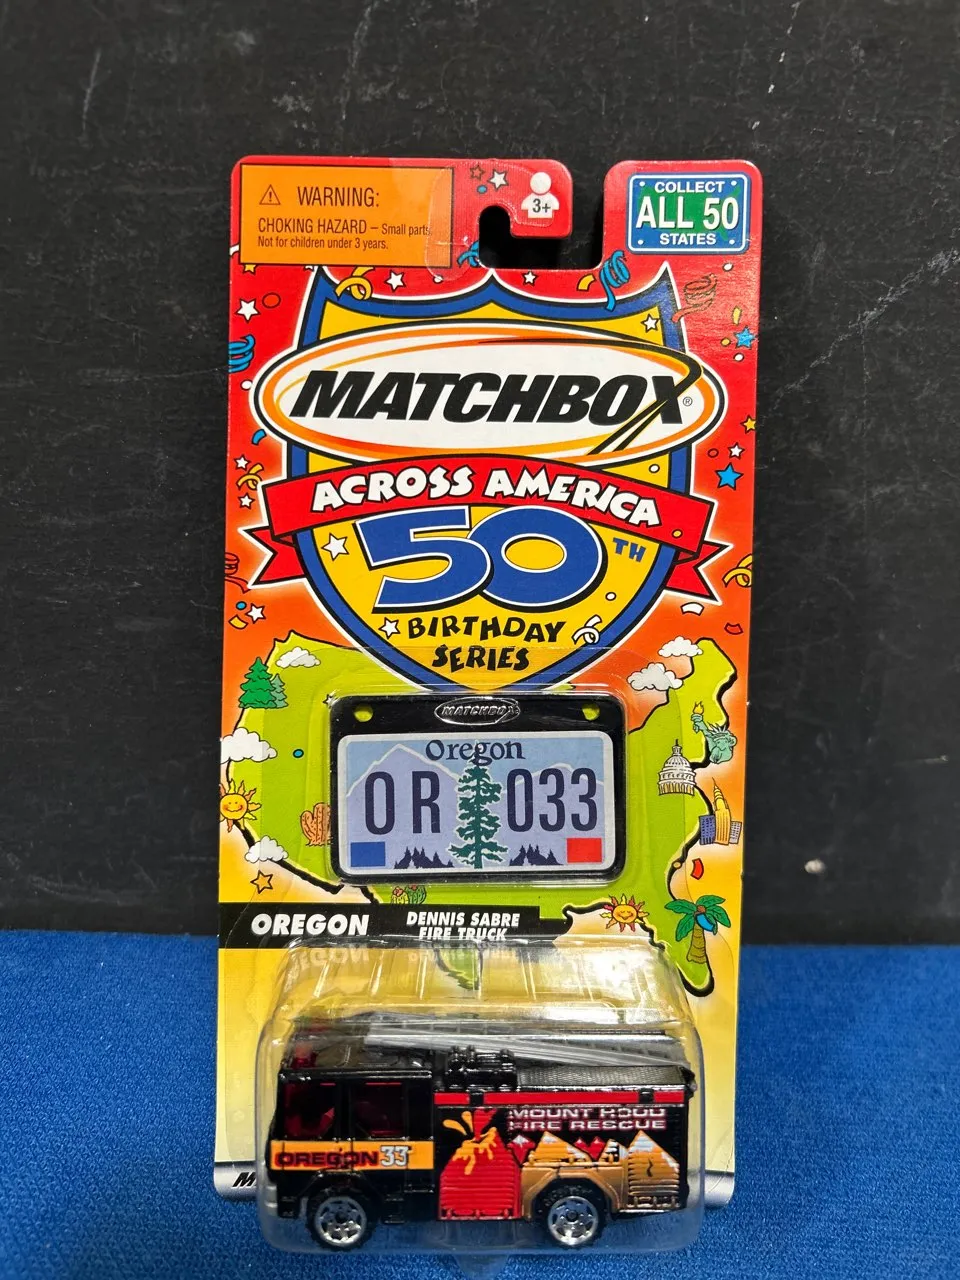 WARNING:
CHOKING HAZARD – Small parts.
Not for children under 3 years.
3+
COLLECT
ALL 50
STATES
MATCHBOX®
ACROSS AMERICA
50TH
BIRTHDAY
SERIES
MATCHBOX
Oregon
OR 033
OREGON
DENNIS SABRE
FIRE TRUCK
MOUNT HOOD
FIRE RESCUE
OREGON 33